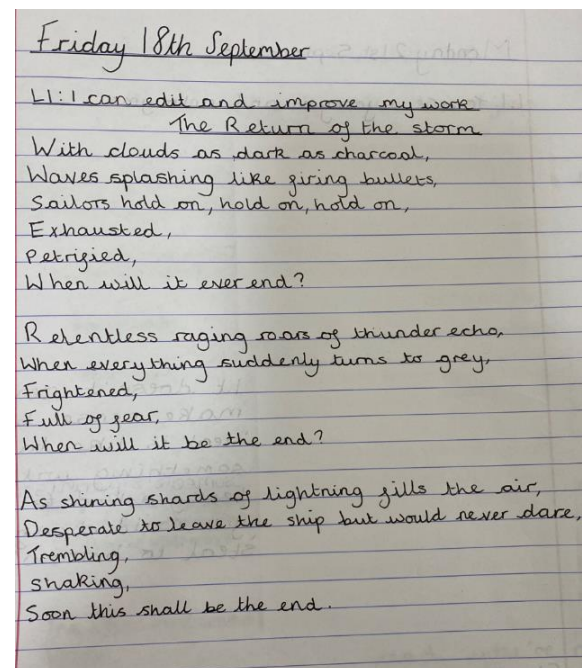 Friday 18th September
LI: I can edit and improve my work
The Return of the storm
With clouds as dark as charcoal,
Waves splashing like firing bullets,
Sailors hold on, hold on, hold on,
Exhausted,
Petrified,
When will it ever end?
Relentless raging roars of thunder echo,
When everything suddenly turns to grey,
Frightened,
Full of fear,
When will it be the end?
As shining shards of lightning fills the air,
Desperate to leave the ship but would never dare,
Trembling,
shaking,
Soon this shall be the end.